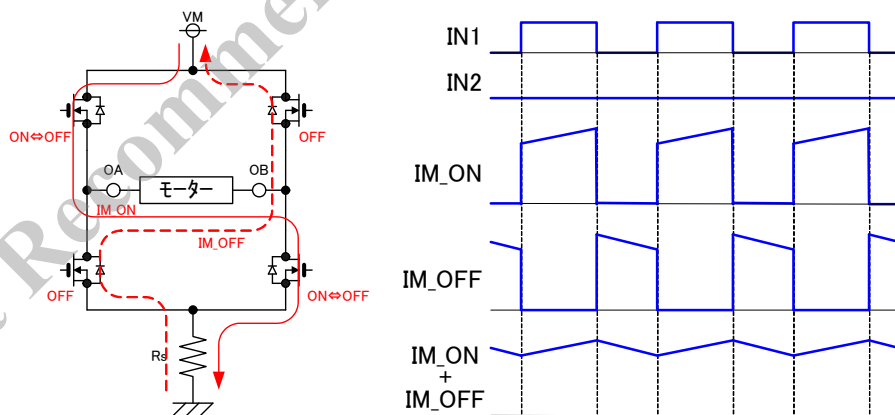 VM
ON⇔OFF
OFF
OA
モーター
OB
IM_ON
IM_OFF
OFF
ON⇔OFF
Rs
IN1
IN2
IM_ON
IM_OFF
IM_ON
+
IM_OFF
Recommen